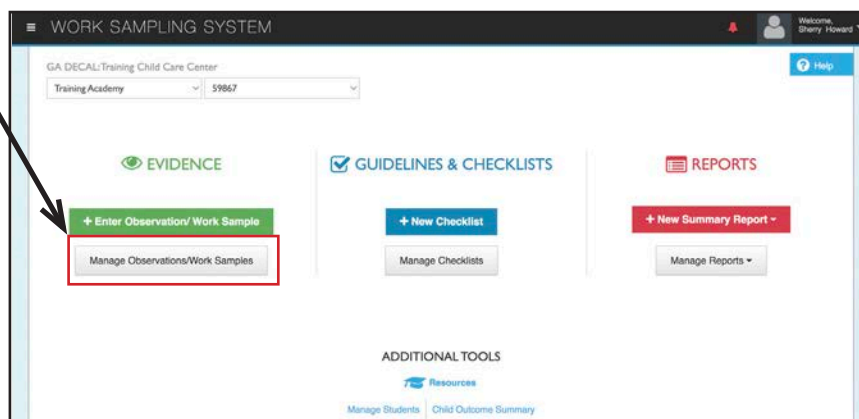 WORK SAMPLING SYSTEM
Welcome,
Sherry Howard
GA DECAL:Training Child Care Center
Help
Training Academy
59867
EVIDENCE
GUIDELINES & CHECKLISTS
REPORTS
+ Enter Observation/ Work Sample
+ New Checklist
+ New Summary Report
Manage Observations/Work Samples
Manage Checklists
Manage Reports
ADDITIONAL TOOLS
Resources
Manage Students
Child Outcome Summary